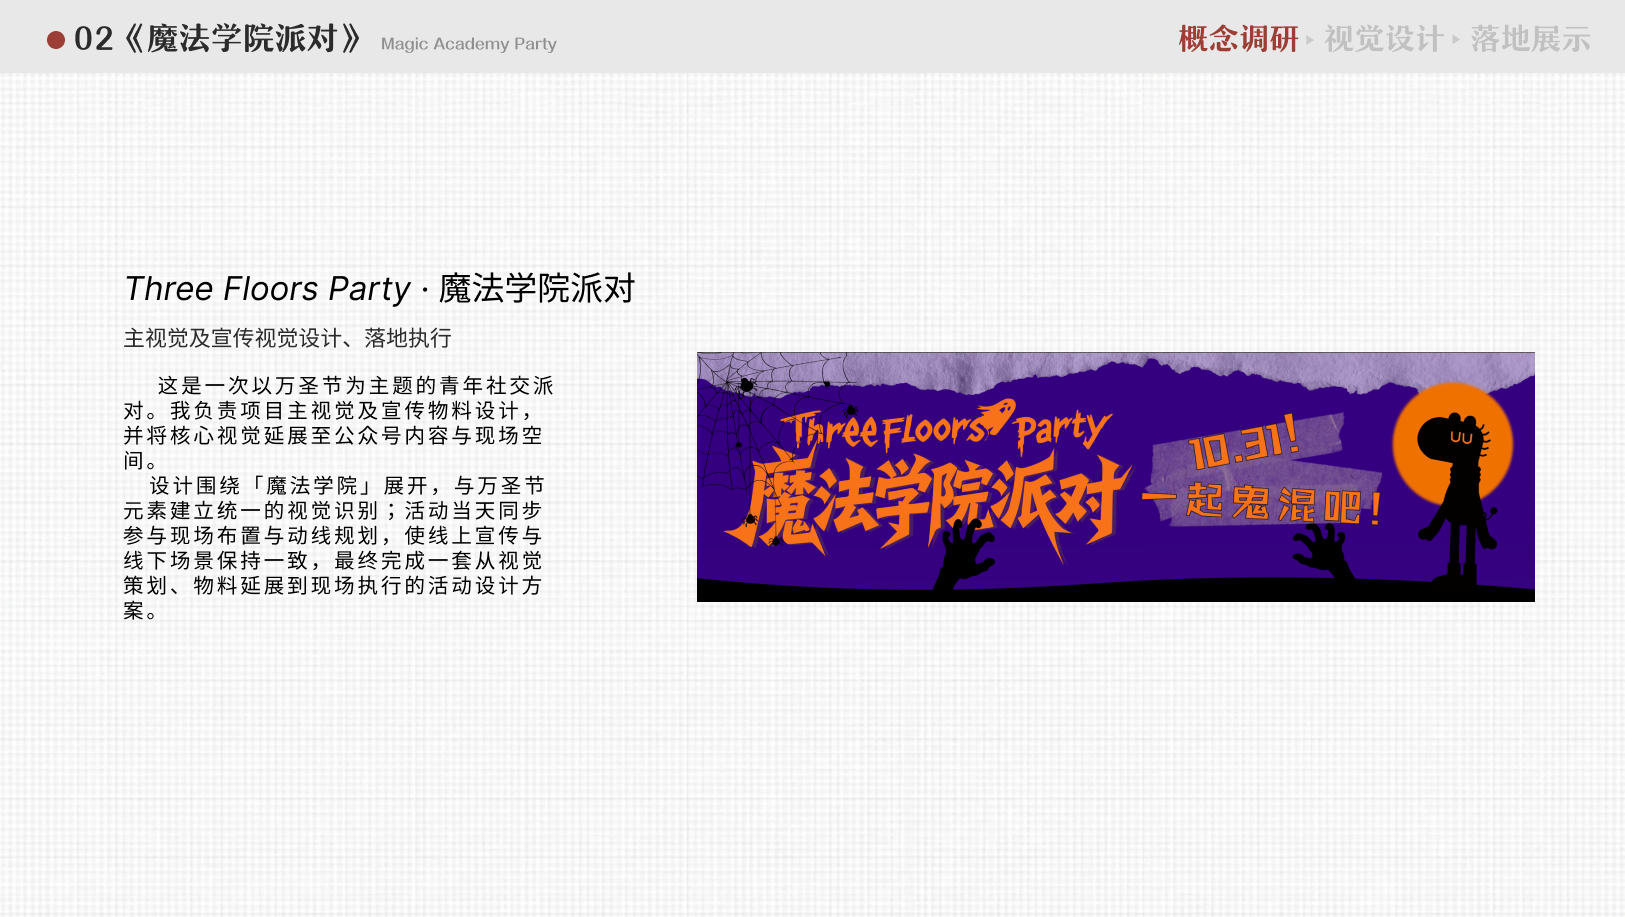 02《魔法学院派对》 Magic Academy Party
概念调研 ▸ 视觉设计 ▸ 落地展示
Three Floors Party · 魔法学院派对
主视觉及宣传视觉设计、落地执行
这是一次以万圣节为主题的青年社交派
对。我负责项目主视觉及宣传物料设计，
并将核心视觉延展至公众号内容与现场空
间。
设计围绕「魔法学院」展开，与万圣节
元素建立统一的视觉识别；活动当天同步
参与现场布置与动线规划，使线上宣传与
线下场景保持一致，最终完成一套从视觉
策划、物料延展到现场执行的活动设计方
案。
Three Floors Party
魔法学院派对
10.31!
一起鬼混吧!